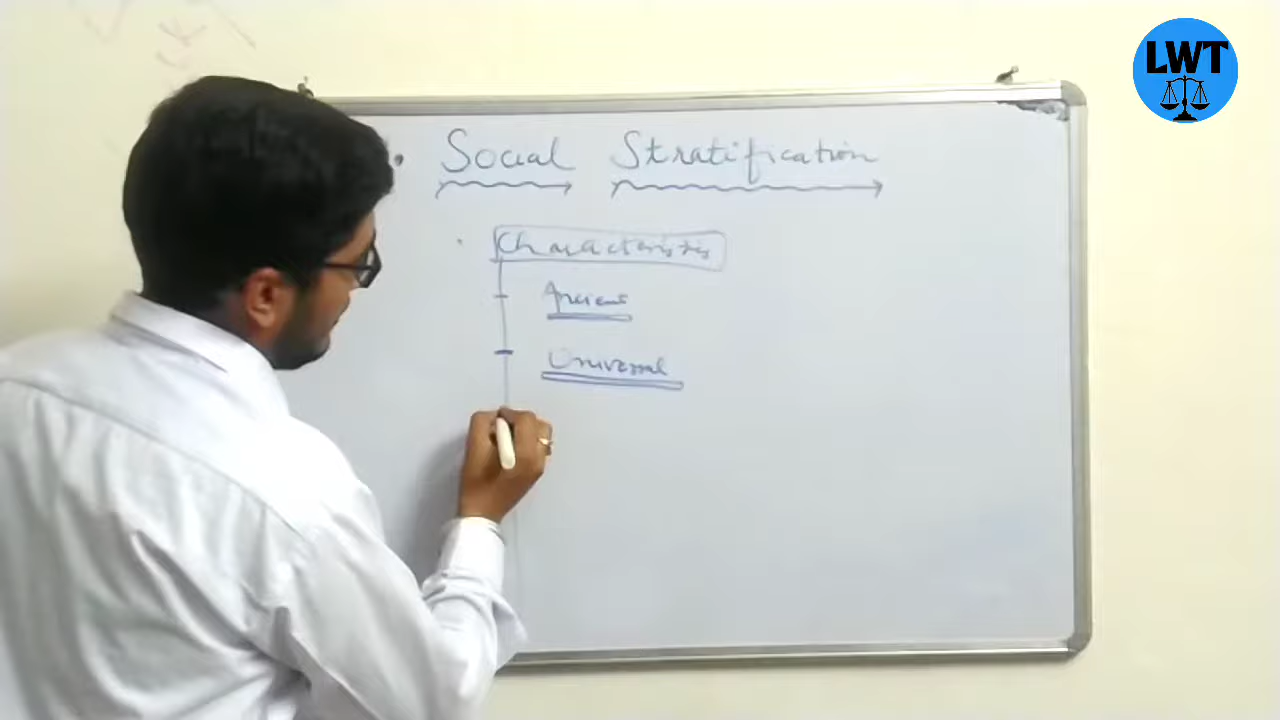 LWT
Social Stratification
Characteristics
Ancient
Universal